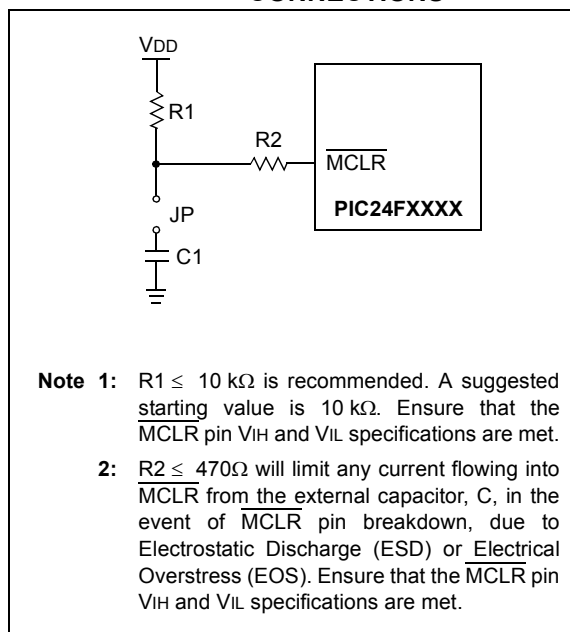 VDD
R1
R2
MCLR
PIC24FXXXX
JP
C1
Note 1: R1 ≤ 10 kΩ is recommended. A suggested
starting value is 10 kΩ. Ensure that the
MCLR pin VIH and VIL specifications are met.
2: R2 ≤ 470Ω will limit any current flowing into
MCLR from the external capacitor, C, in the
event of MCLR pin breakdown, due to
Electrostatic Discharge (ESD) or Electrical
Overstress (EOS). Ensure that the MCLR pin
VIH and VIL specifications are met.